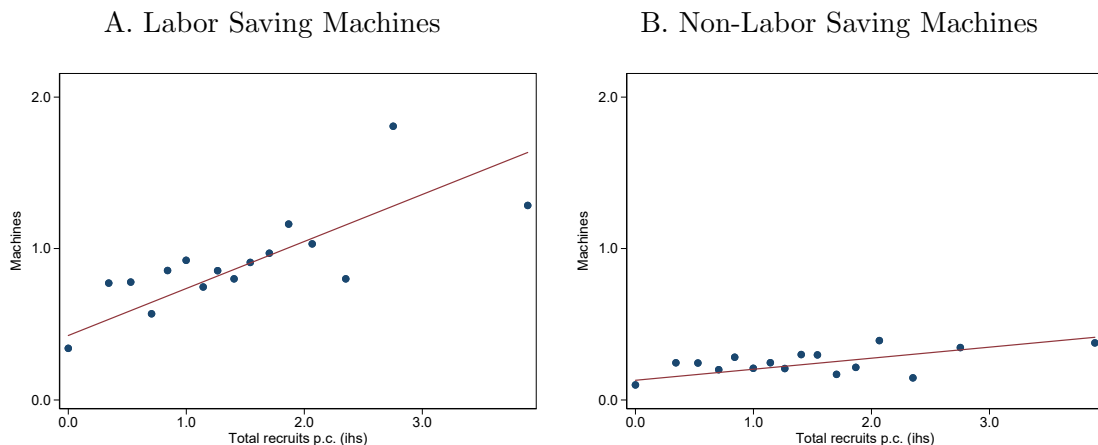 A. Labor Saving Machines
2.0
1.0
0.0
Machines
0.0 1.0 2.0 3.0
Total recruits p.c. (ihs)
B. Non-Labor Saving Machines
2.0
1.0
0.0
Machines
0.0 1.0 2.0 3.0
Total recruits p.c. (ihs)